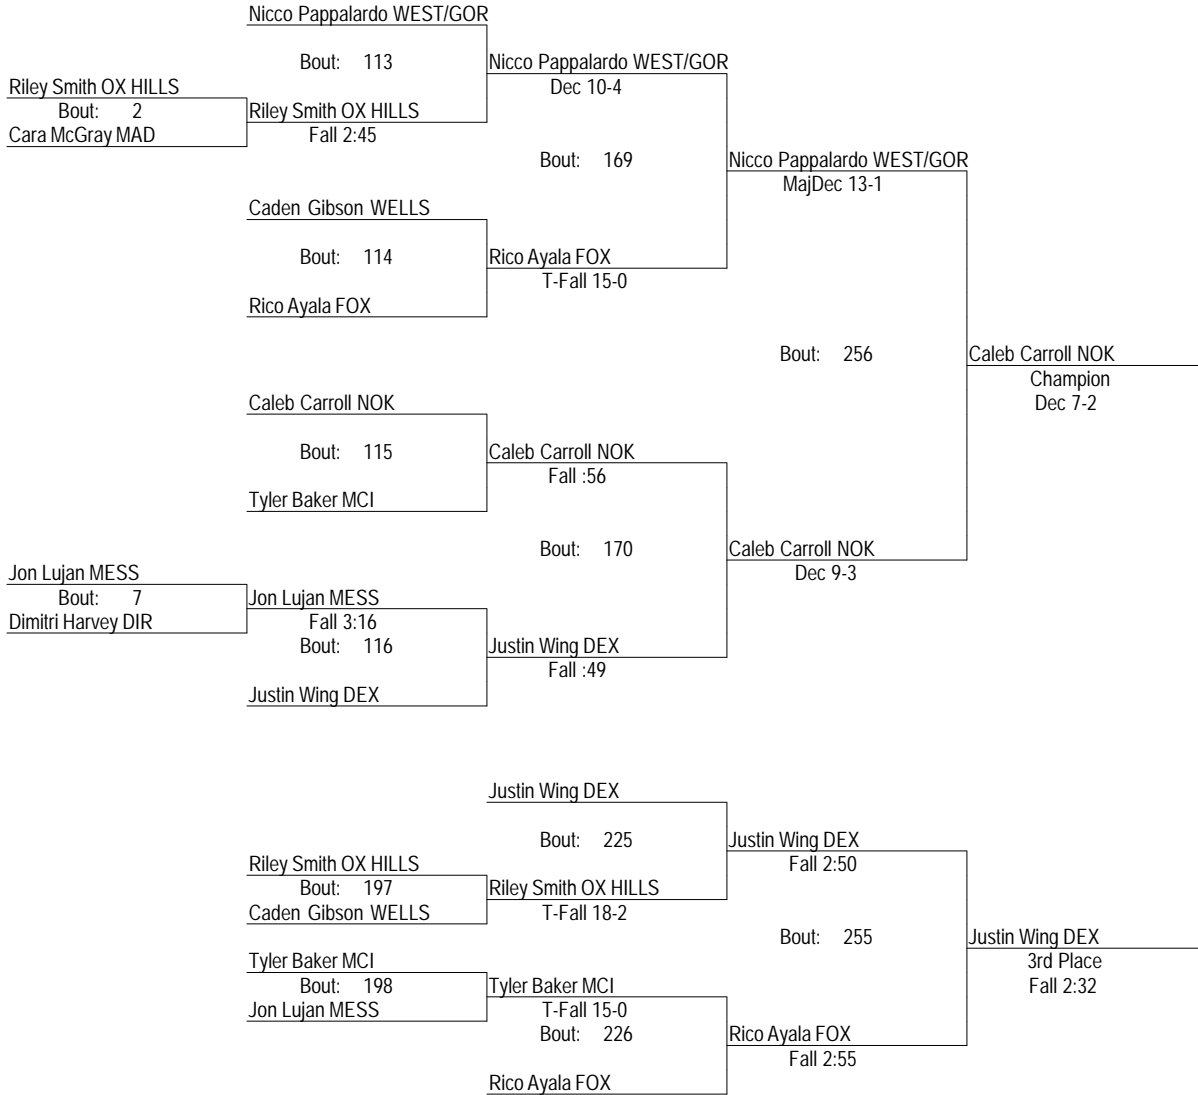 Nicco Pappalardo WEST/GOR
Bout: 113
Nicco Pappalardo WEST/GOR
Dec 10-4
Riley Smith OX HILLS
Bout: 2
Riley Smith OX HILLS
Fall 2:45
Cara McGray MAD
Bout: 169
Nicco Pappalardo WEST/GOR
MajDec 13-1
Caden Gibson WELLS
Bout: 114
Rico Ayala FOX
T-Fall 15-0
Rico Ayala FOX
Bout: 256
Caleb Carroll NOK
Champion
Dec 7-2
Caleb Carroll NOK
Bout: 115
Caleb Carroll NOK
Fall :56
Tyler Baker MCI
Bout: 170
Caleb Carroll NOK
Dec 9-3
Jon Lujan MESS
Bout: 7
Jon Lujan MESS
Dimitri Harvey DIR
Fall 3:16
Bout: 116
Justin Wing DEX
Fall :49
Justin Wing DEX
Justin Wing DEX
Bout: 225
Justin Wing DEX
Fall 2:50
Riley Smith OX HILLS
Bout: 197
Riley Smith OX HILLS
Caden Gibson WELLS
T-Fall 18-2
Bout: 255
Justin Wing DEX
3rd Place
Fall 2:32
Tyler Baker MCI
Bout: 198
Tyler Baker MCI
Jon Lujan MESS
T-Fall 15-0
Bout: 226
Rico Ayala FOX
Fall 2:55
Rico Ayala FOX